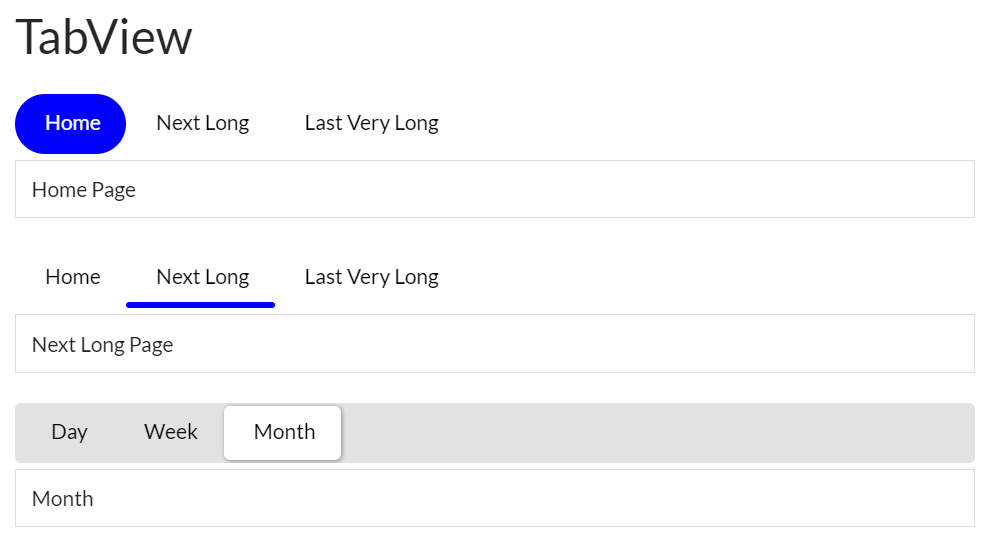 TabView
Home Next Long Last Very Long
Home Page
Home Next Long Last Very Long
Next Long Page
Day Week Month
Month